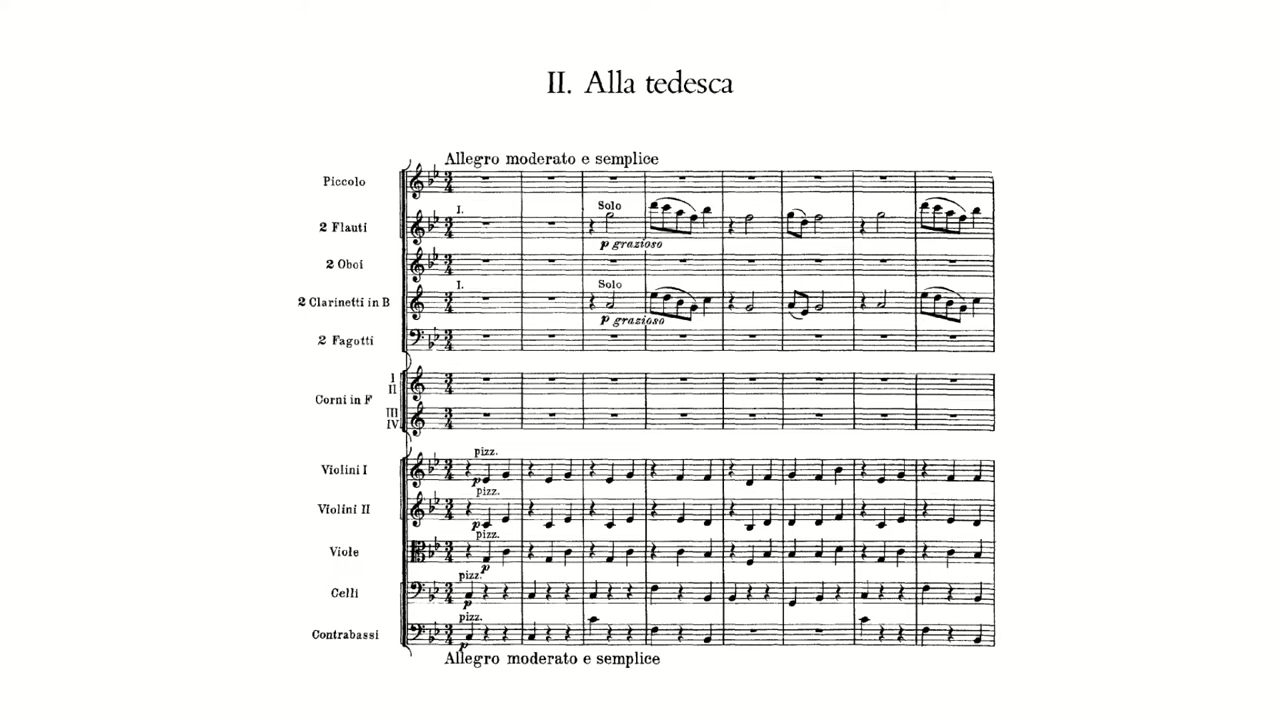 II. Alla tedesca
Allegro moderato e semplice
Piccolo
I.
Solo
2 Flauti
p grazioso
2 Oboi
I.
Solo
2 Clarinetti in B
p grazioso
2 Fagotti
I
II
Corni in F
III
IV
pizz.
Violini I
p
pizz.
Violini II
p
pizz.
Viole
p
pizz.
Celli
p
pizz.
Contrabassi
p
Allegro moderato e semplice